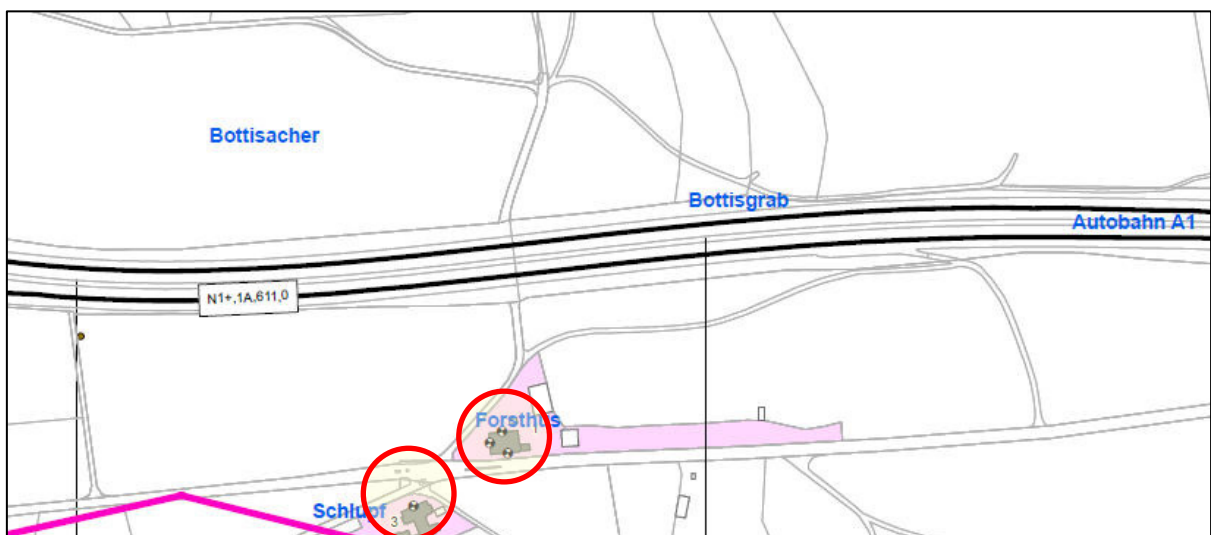 Bottisacher
Bottisgrab
Autobahn A1
N1+,1A,611,0
Forsthus
Schlupf
3